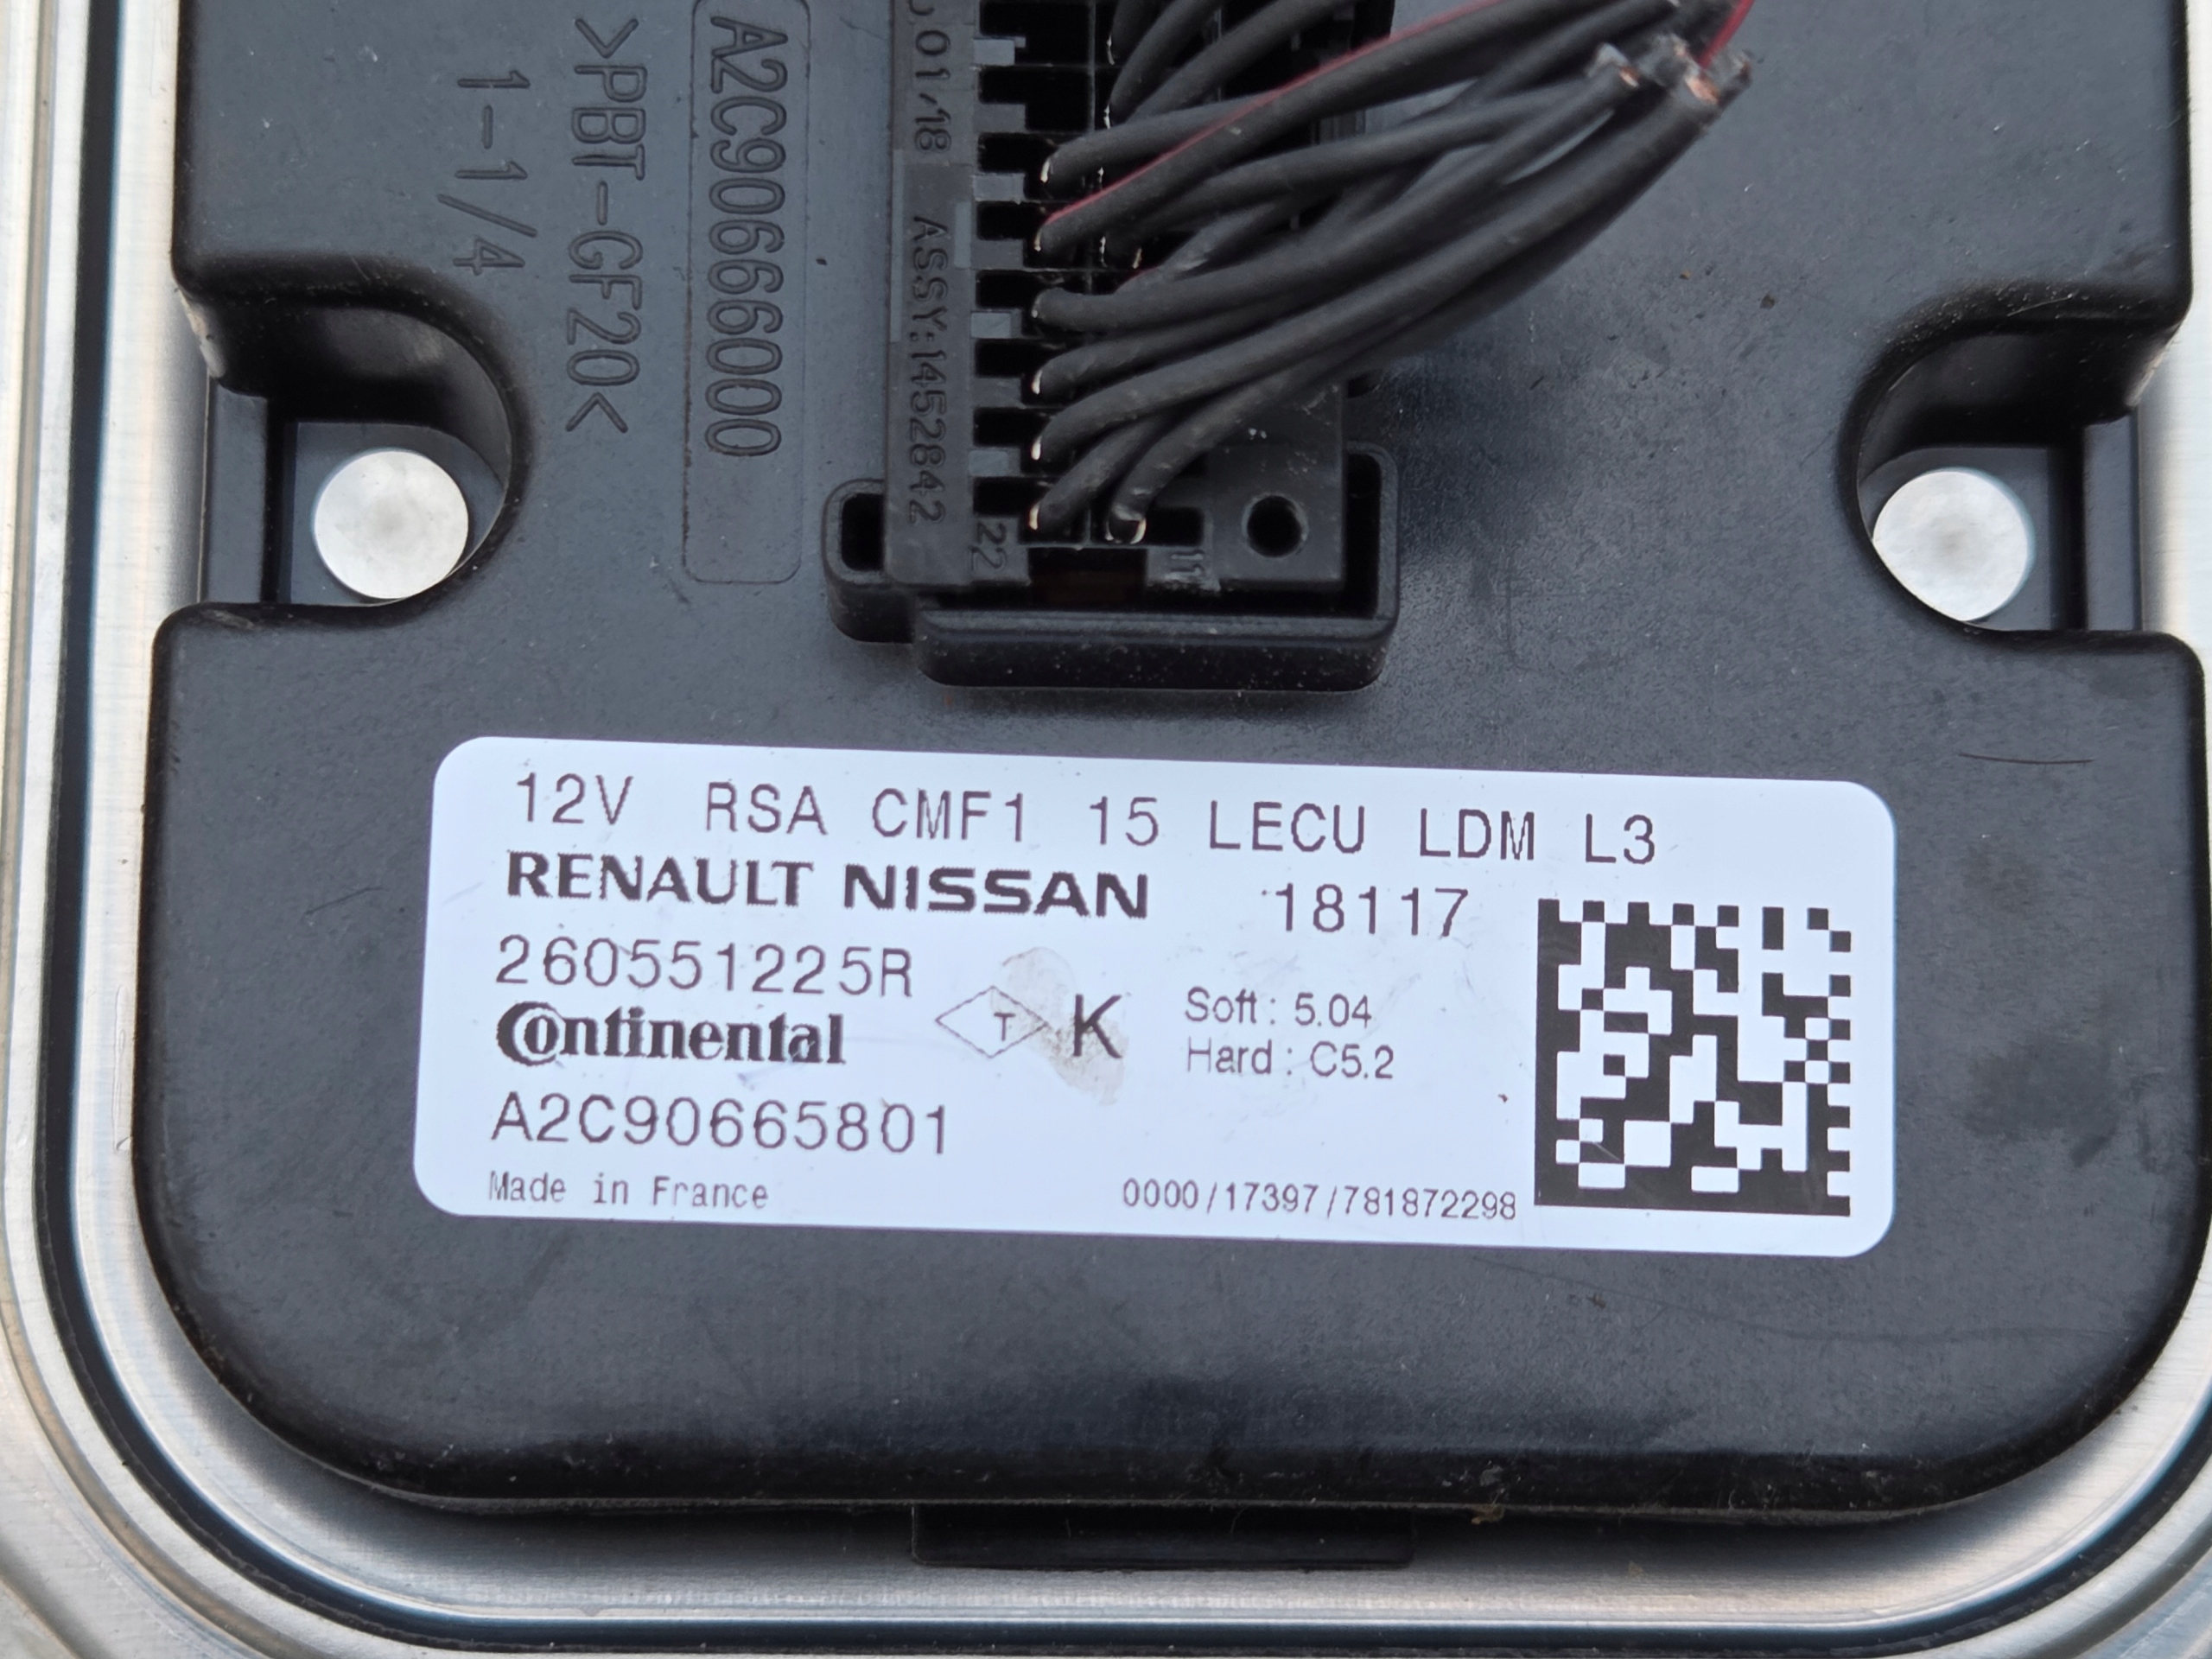 A2C90666000
>PBT-GF20<
1-1/4
.01/18 ASSY:1452842
22
11
12V RSA CMF1 15 LECU LDM L3
RENAULT NISSAN 18117
260551225R
Continental T K
Soft : 5.04
Hard : C5.2
A2C90665801
Made in France 0000/17397/781872298